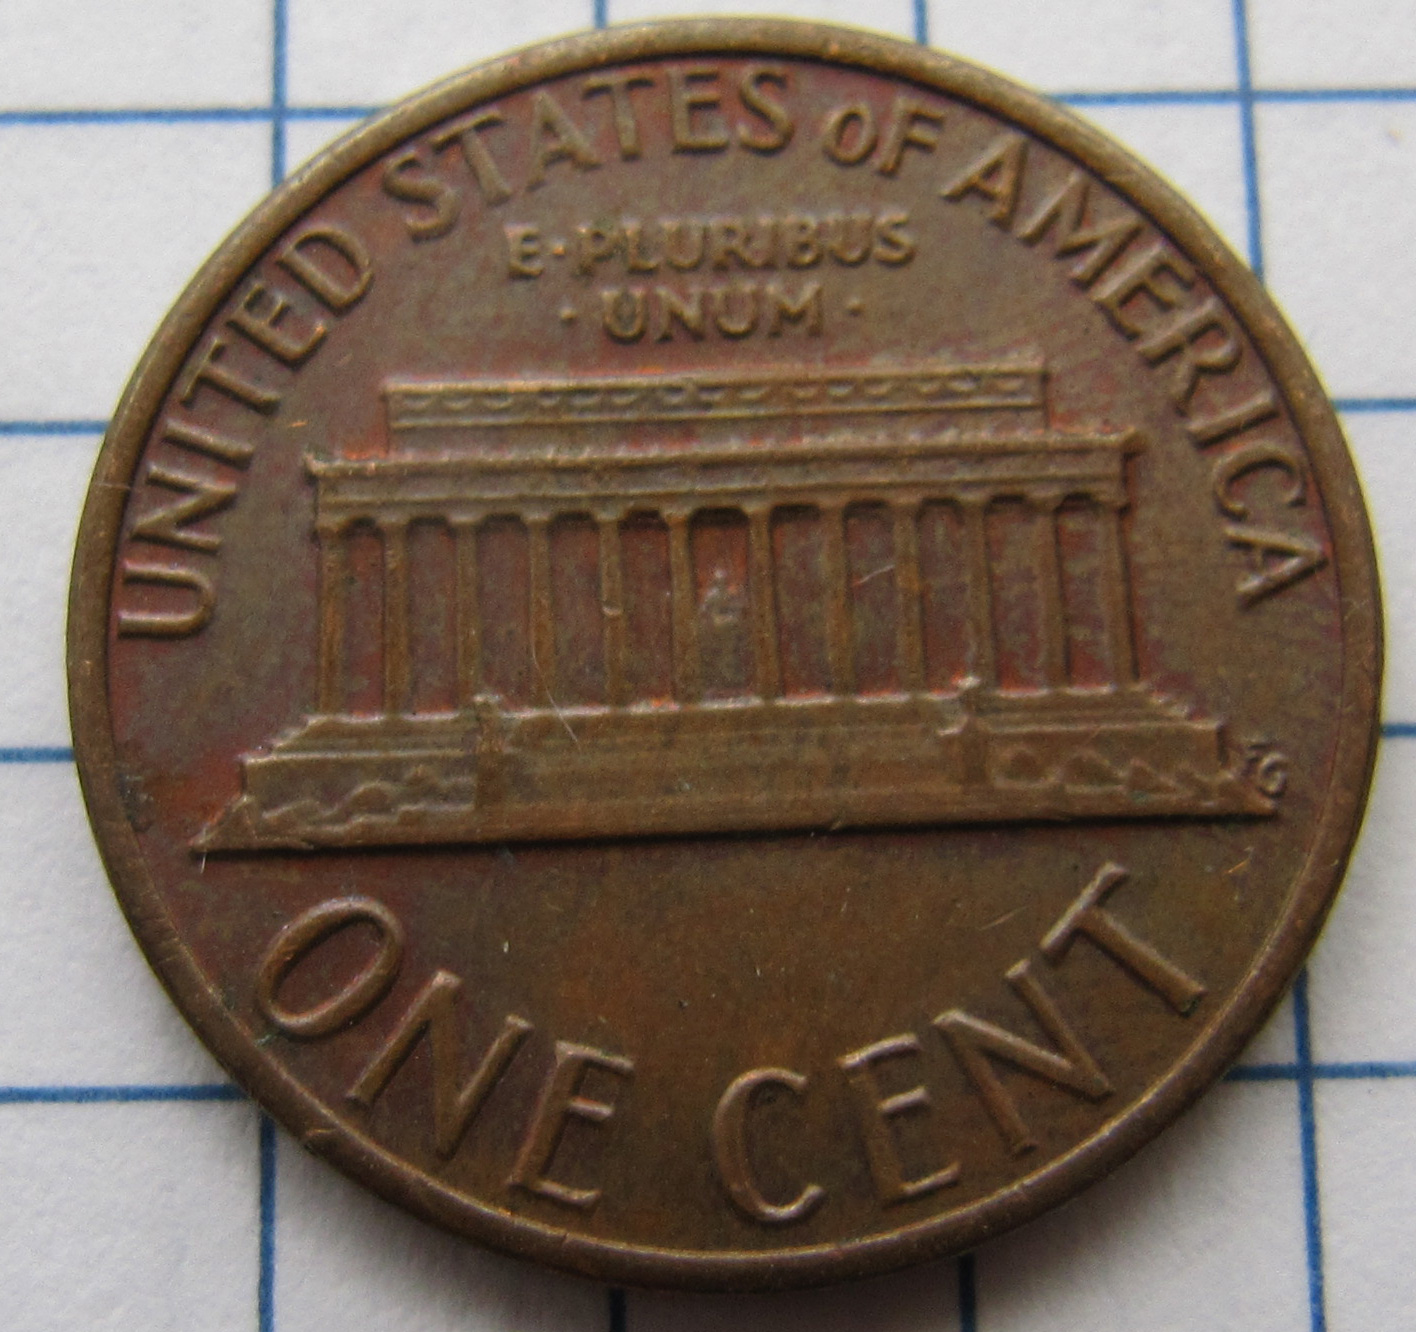 UNITED STATES OF AMERICA
E·PLURIBUS
·UNUM·
FG
ONE CENT